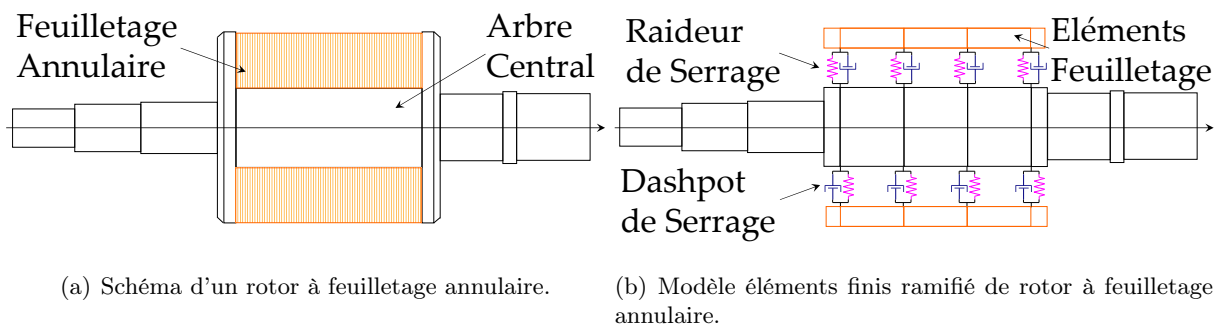 Feuilletage
Annulaire
Arbre
Central
Raideur
de Serrage
Eléments
Feuilletage
Dashpot
de Serrage
(a) Schéma d'un rotor à feuilletage annulaire.
(b) Modèle éléments finis ramifié de rotor à feuilletage
annulaire.